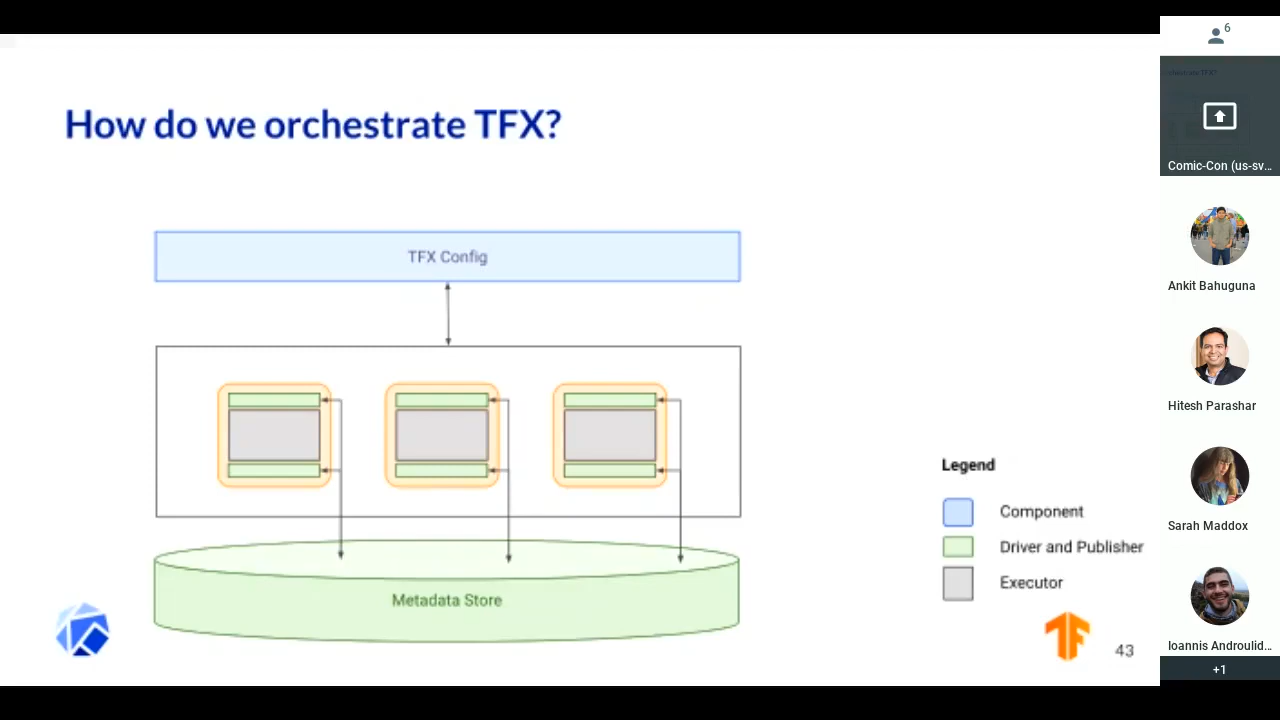 How do we orchestrate TFX?
TFX Config
Metadata Store
Legend
Component
Driver and Publisher
Executor
43
6
Comic-Con (us-sv...
Ankit Bahuguna
Hitesh Parashar
Sarah Maddox
Ioannis Androulid...
+1